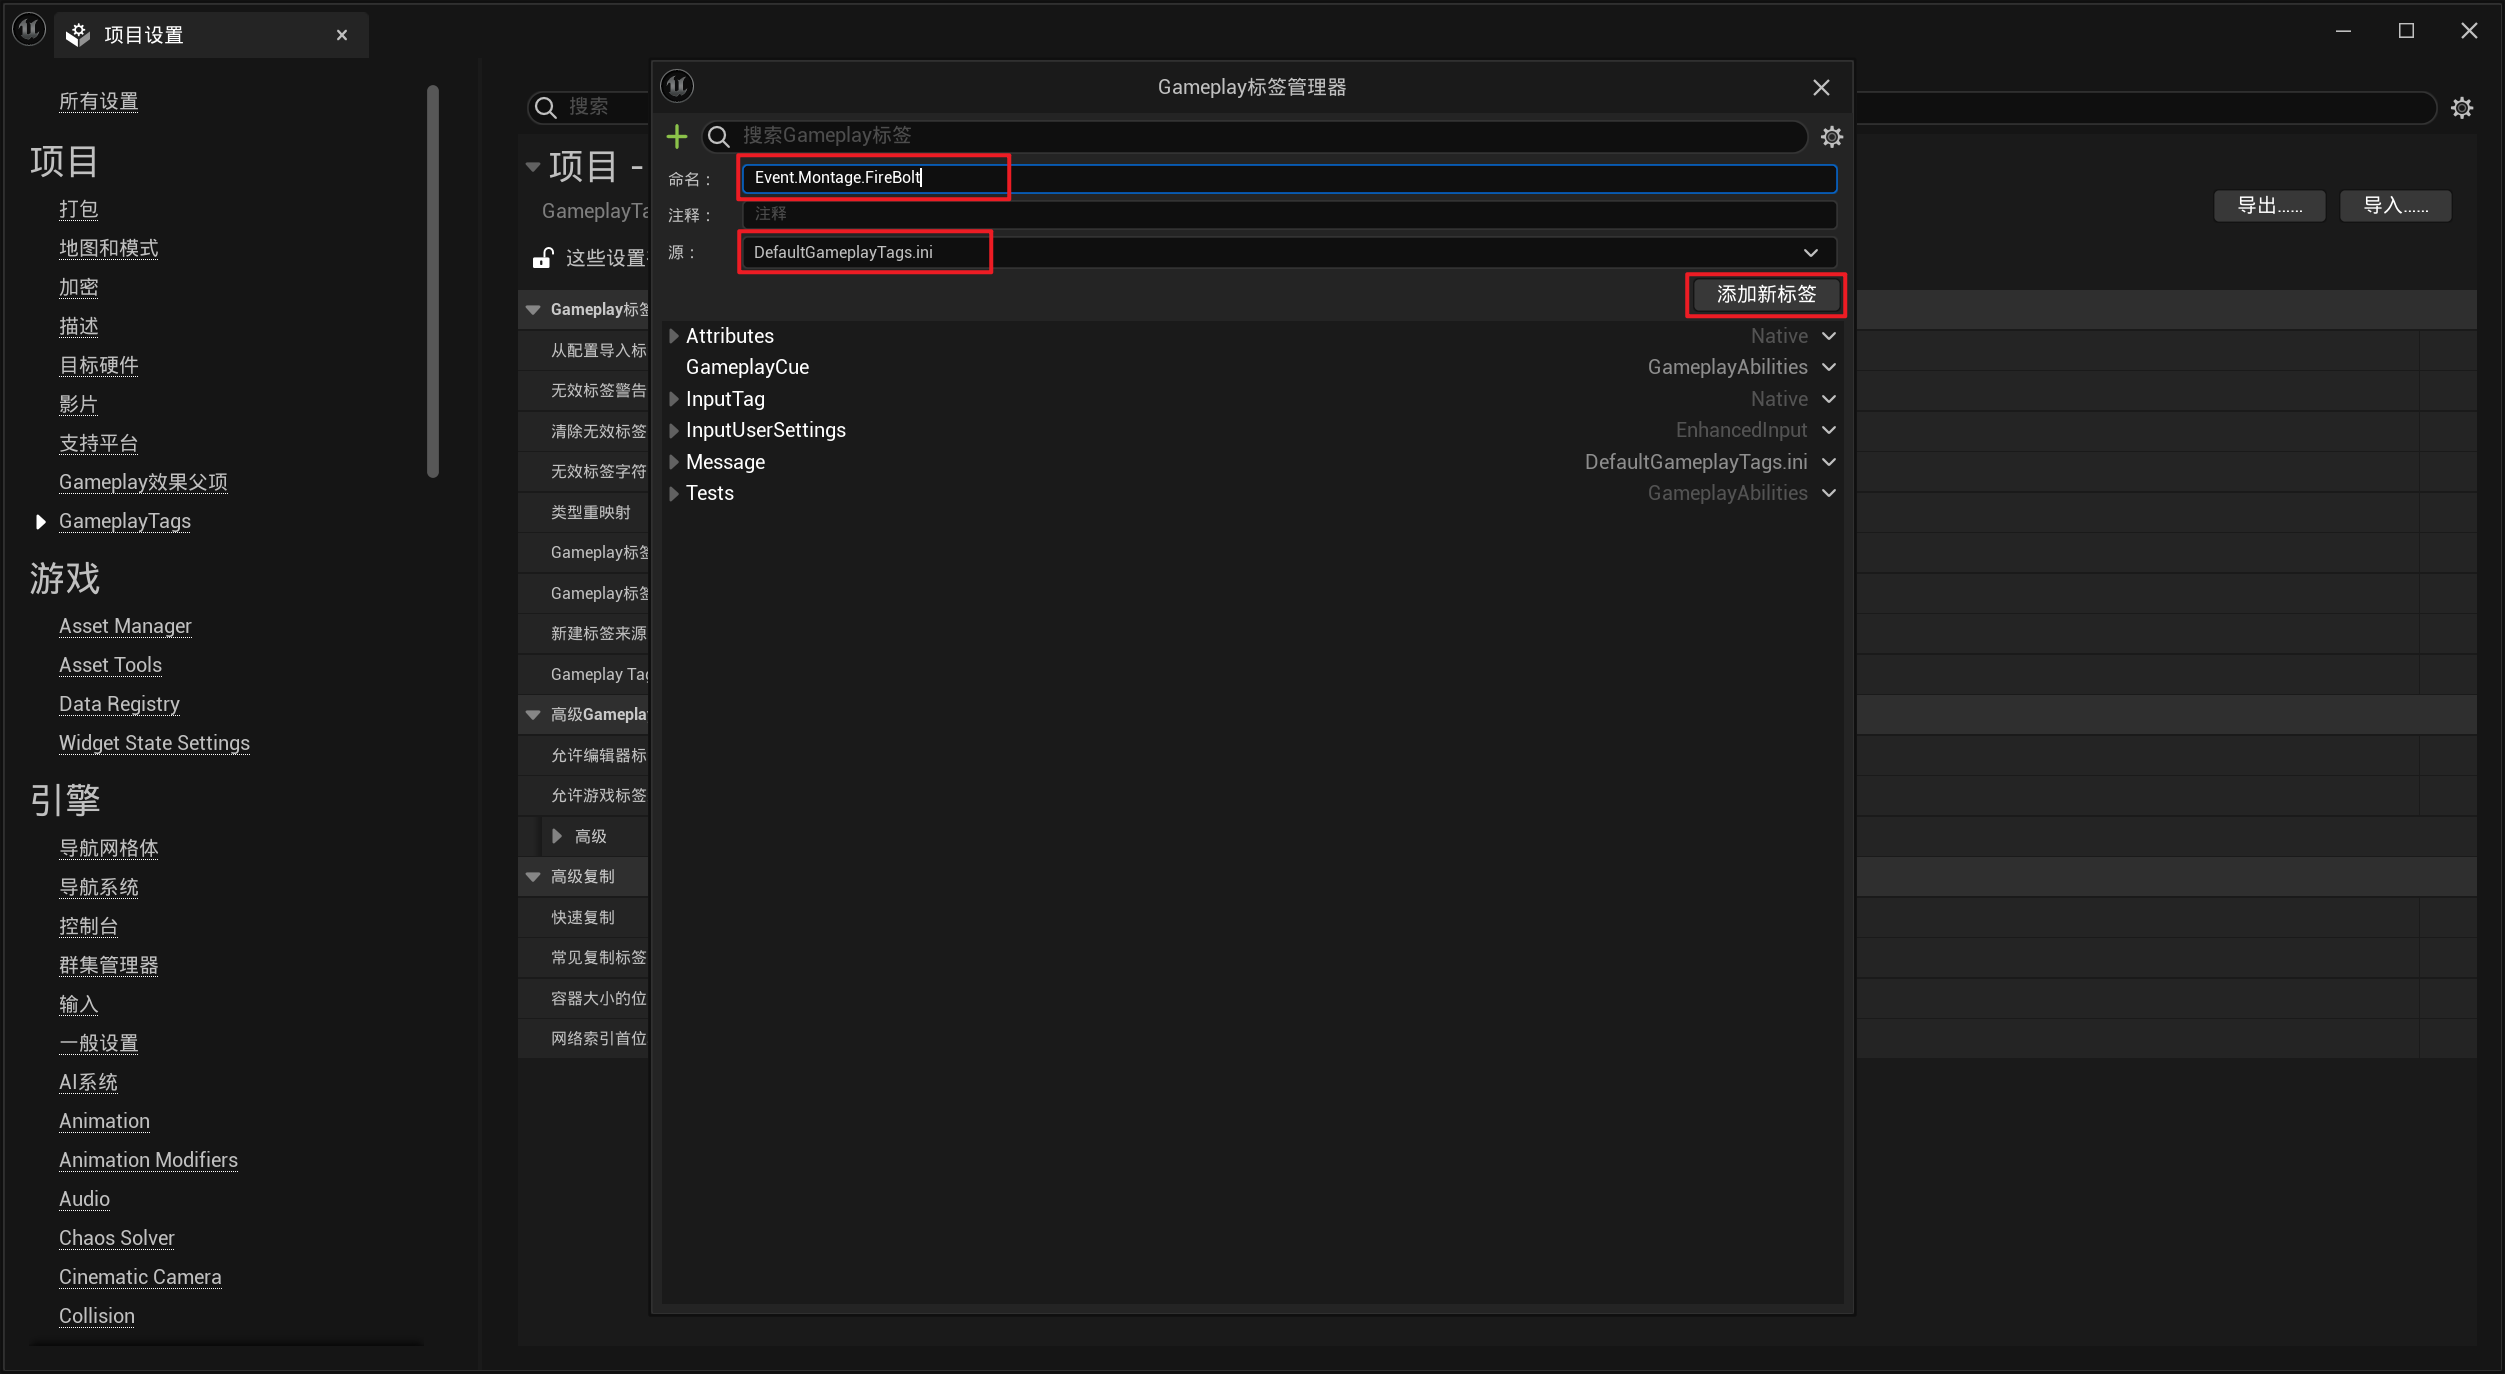 项目设置
所有设置
项目
打包
地图和模式
加密
描述
目标硬件
影片
支持平台
Gameplay效果父项
GameplayTags
游戏
Asset Manager
Asset Tools
Data Registry
Widget State Settings
引擎
导航网格体
导航系统
控制台
群集管理器
输入
一般设置
AI系统
Animation
Animation Modifiers
Audio
Chaos Solver
Cinematic Camera
Collision
搜索
项目 -
GameplayTa
这些设置
导出......
导入......
Gameplay标签
从配置导入标
无效标签警告
清除无效标签
无效标签字符
类型重映射
Gameplay标签
Gameplay标签
新建标签来源
Gameplay Tag
高级Gameplay
允许编辑器标
允许游戏标签
高级
高级复制
快速复制
常见复制标签
容器大小的位
网络索引首位
Gameplay标签管理器
搜索Gameplay标签
命名： Event.Montage.FireBolt
注释： 注释
源： DefaultGameplayTags.ini
添加新标签
Attributes Native
GameplayCue GameplayAbilities
InputTag Native
InputUserSettings EnhancedInput
Message DefaultGameplayTags.ini
Tests GameplayAbilities